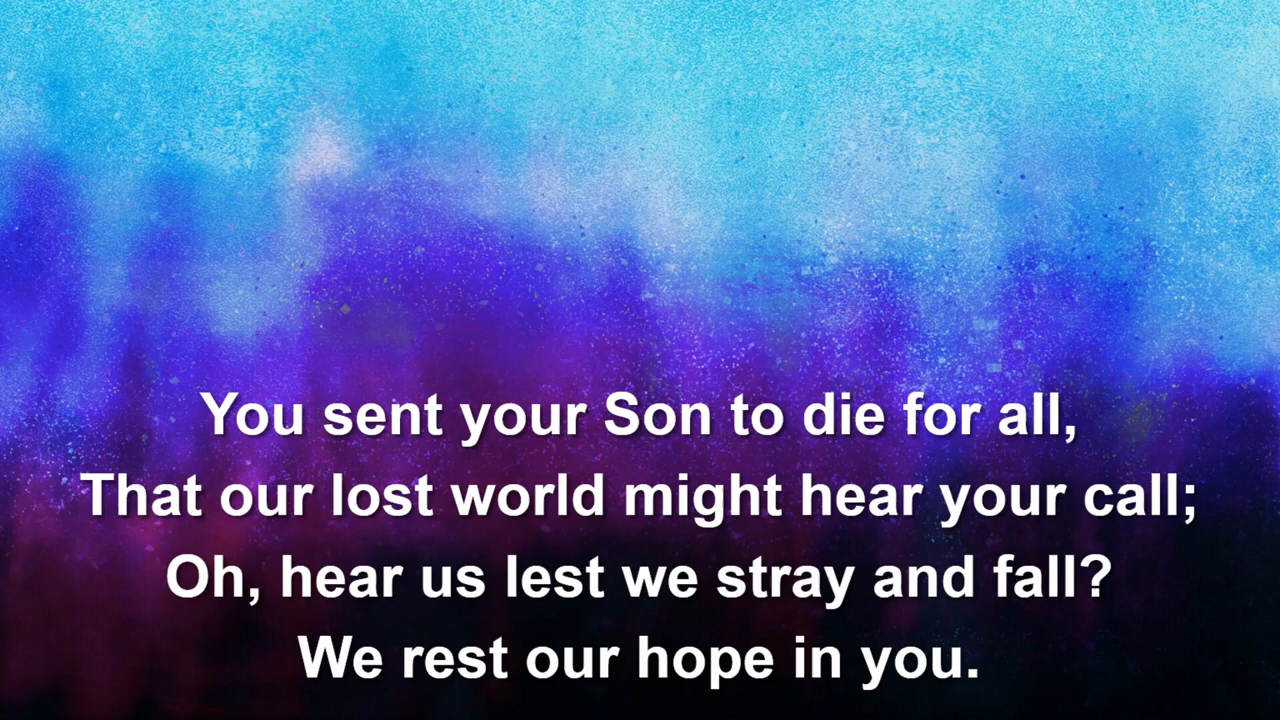 You sent your Son to die for all,
That our lost world might hear your call;
Oh, hear us lest we stray and fall?
We rest our hope in you.